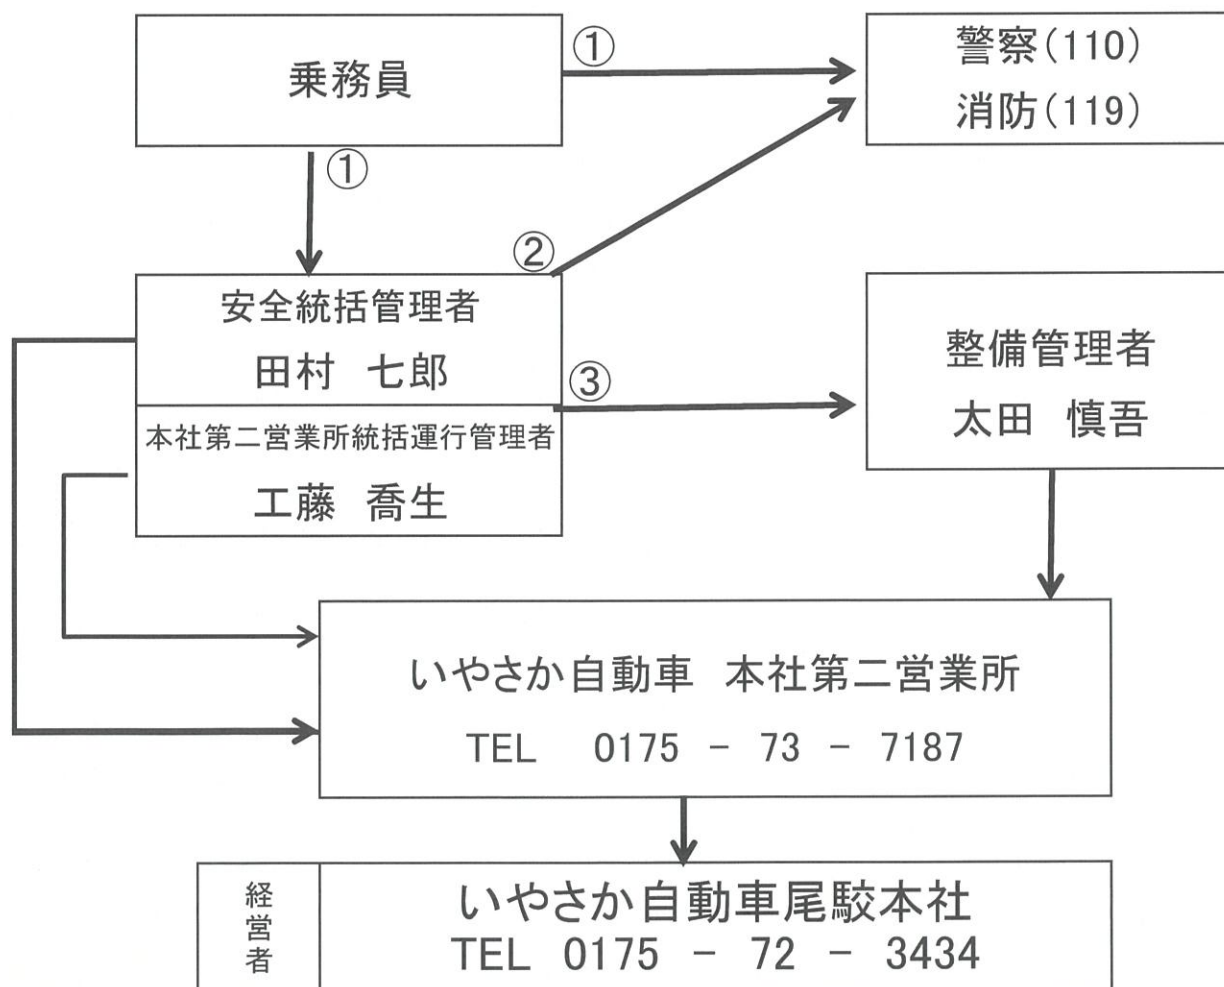 乗務員
①
警察(110)
消防(119)
①
②
安全統括管理者
田村 七郎
③
整備管理者
太田 慎吾
本社第二営業所統括運行管理者
工藤 喬生
いやさか自動車 本社第二営業所
TEL 0175 - 73 - 7187
経営者
いやさか自動車尾駮本社
TEL 0175 - 72 - 3434